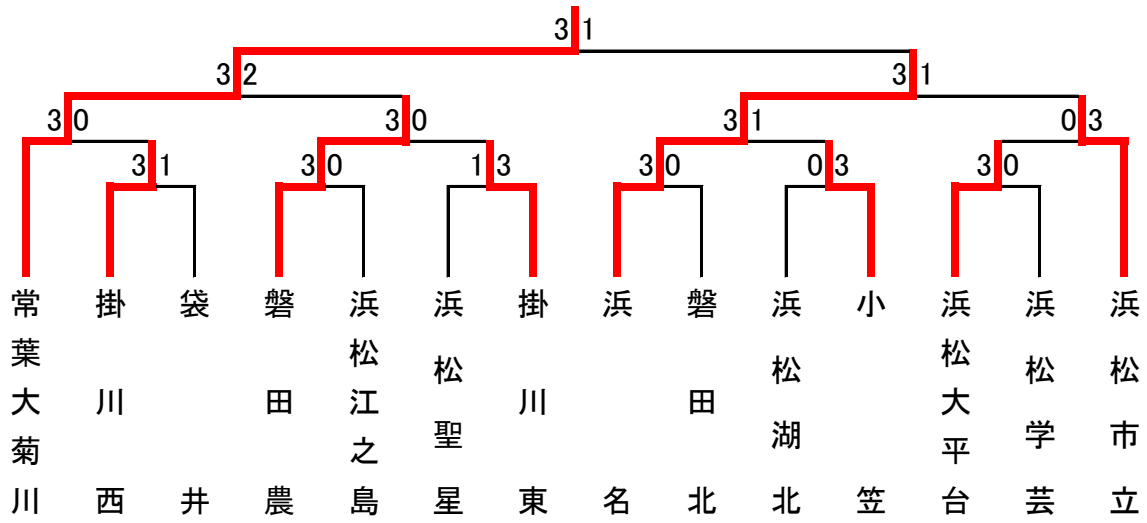 3 1
3 2
3 1
3 0
3 0
3 1
0 3
3 1
3 0
1 3
3 0
0 3
3 0
常葉大菊川
掛川西
袋井
磐田農
浜松江之島
浜松聖星
掛川東
浜名
磐田北
浜松湖北
小笠
浜松大平台
浜松学芸
浜松市立